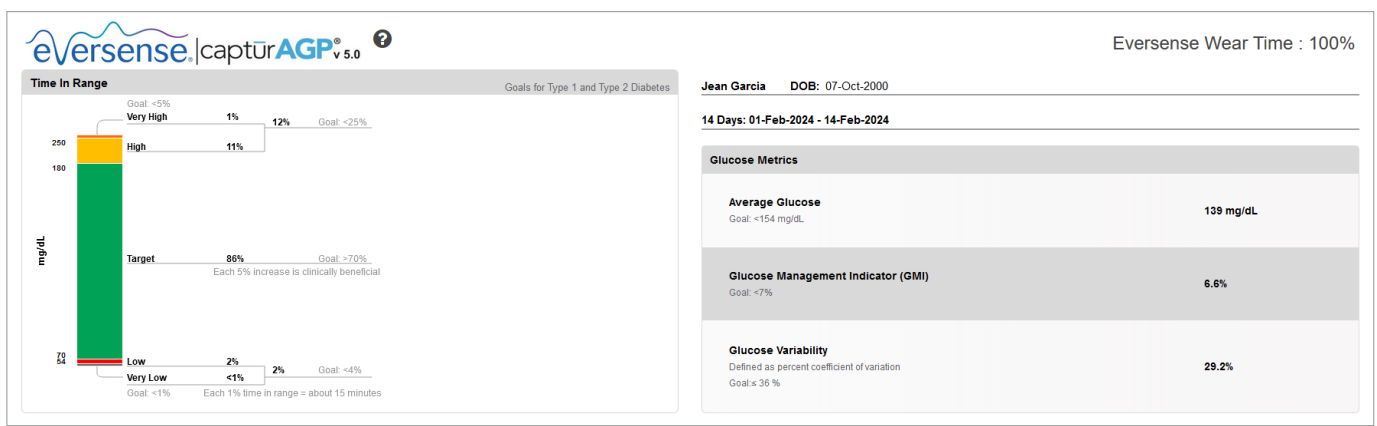 eversense. | captūrAGP® v 5.0 ?
Eversense Wear Time : 100%
Time In Range
Goals for Type 1 and Type 2 Diabetes
Goal: <5%
Very High 1%
12% Goal: <25%
High 11%
250
180
mg/dL
Target 86% Goal: >70%
Each 5% increase is clinically beneficial
70
54
Low 2%
2% Goal: <4%
Very Low <1%
Goal: <1% Each 1% time in range = about 15 minutes
Jean Garcia DOB: 07-Oct-2000
14 Days: 01-Feb-2024 - 14-Feb-2024
Glucose Metrics
Average Glucose
Goal: <154 mg/dL
139 mg/dL
Glucose Management Indicator (GMI)
Goal: <7%
6.6%
Glucose Variability
Defined as percent coefficient of variation
Goal:≤ 36 %
29.2%